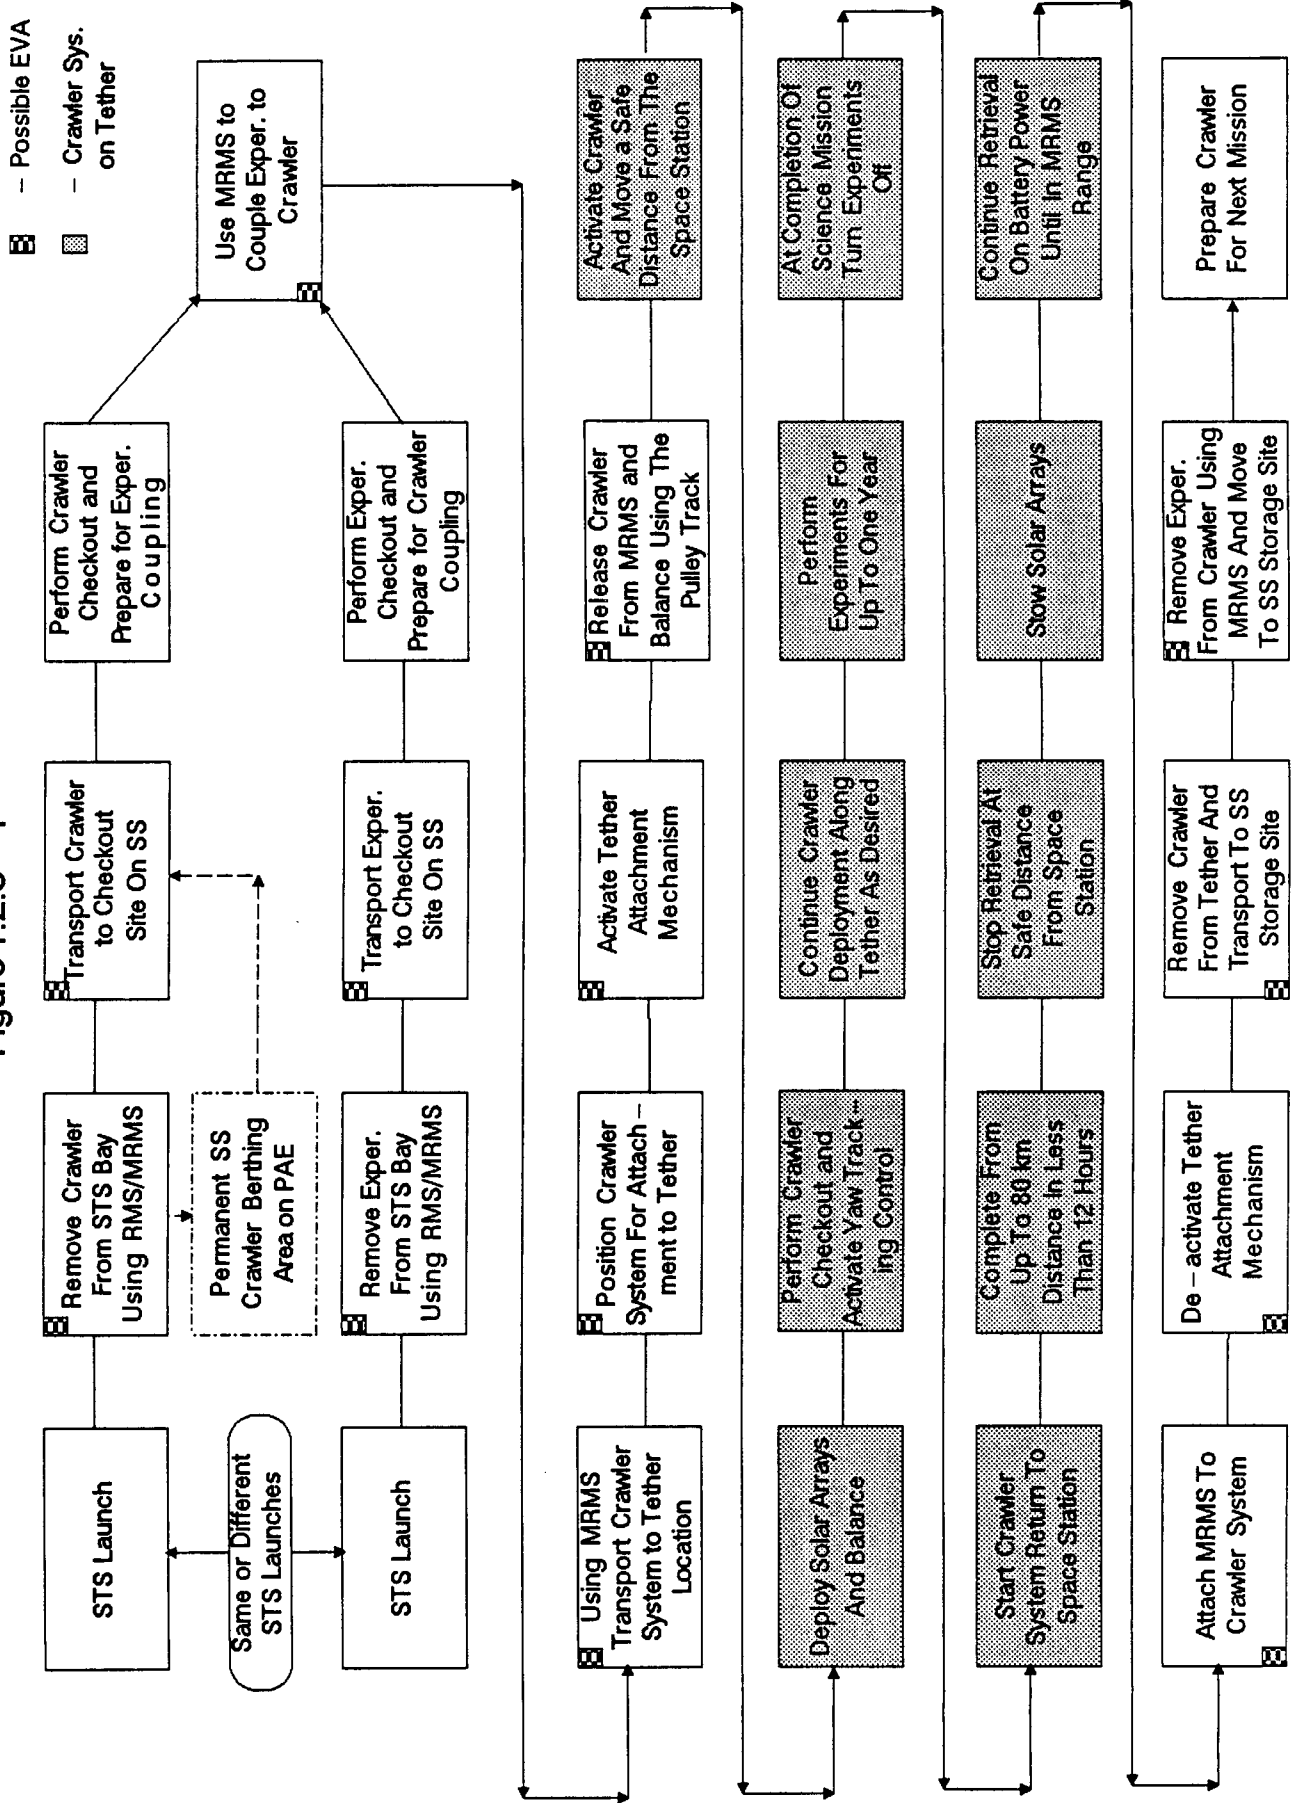 -- Possible EVA
-- Crawler Sys.
on Tether
STS Launch
Same or Different
STS Launches
STS Launch
Remove Crawler
From STS Bay
Using RMS/MRMS
Permanent SS
Crawler Berthing
Area on PAE
Remove Exper.
From STS Bay
Using RMS/MRMS
Transport Crawler
to Checkout
Site On SS
Transport Exper.
to Checkout
Site On SS
Perform Crawler
Checkout and
Prepare for Exper.
Coupling
Perform Exper.
Checkout and
Prepare for Crawler
Coupling
Use MRMS to
Couple Exper. to
Crawler
Using MRMS
Transport Crawler
System to Tether
Location
Position Crawler
System For Attach-
ment to Tether
Activate Tether
Attachment
Mechanism
Release Crawler
From MRMS and
Balance Using The
Pulley Track
Activate Crawler
And Move a Safe
Distance From The
Space Station
Deploy Solar Arrays
And Balance
Perform Crawler
Checkout and
Activate Yaw Track--
ing Control
Continue Crawler
Deployment Along
Tether As Desired
Perform
Experiments For
Up To One Year
At Completion Of
Science Mission
Turn Experiments
Off
Start Crawler
System Return To
Space Station
Complete From
Up To 80 km
Distance In Less
Than 12 Hours
Stop Retrieval At
Safe Distance
From Space
Station
Stow Solar Arrays
Continue Retrieval
On Battery Power
Until In MRMS
Range
Attach MRMS To
Crawler System
De-activate Tether
Attachment
Mechanism
Remove Crawler
From Tether And
Transport To SS
Storage Site
Remove Exper.
From Crawler Using
MRMS And Move
To SS Storage Site
Prepare Crawler
For Next Mission